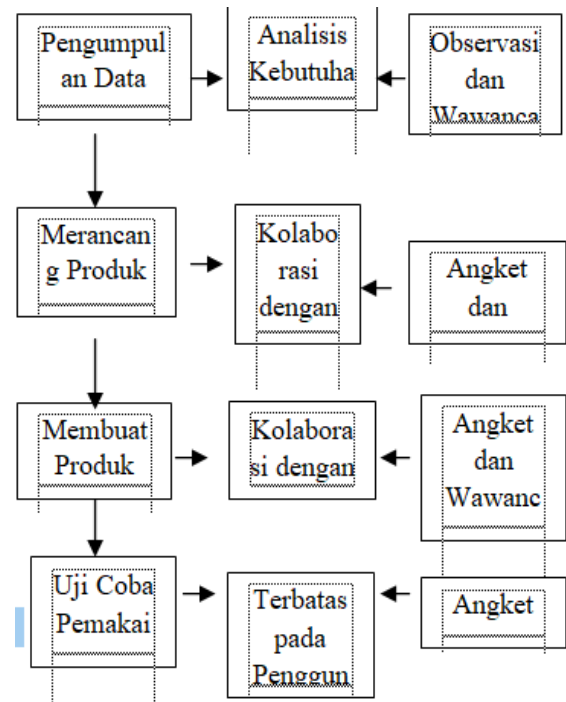 Pengumpul
an Data
Analisis
Kebutuha
Observasi
dan
Wawanca
Merancan
g Produk
Kolabo
rasi
dengan
Angket
dan
Membuat
Produk
Kolabora
si dengan
Angket
dan
Wawanc
Uji Coba
Pemakai
Terbatas
pada
Penggun
Angket